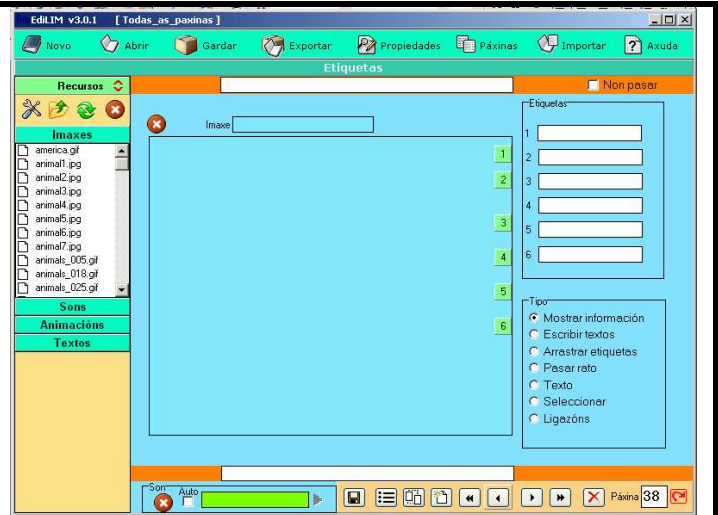 EdiLIM v3.0.1 [ Todas_as_paxinas ]
Novo Abrir Gardar Exportar Propiedades Páxinas Importar Axuda
Etiquetas
Recursos
Non pasar
Imaxes
america.gif
animal1.jpg
animal2.jpg
animal3.jpg
animal4.jpg
animal5.jpg
animal6.jpg
animal7.jpg
animals_005.gif
animals_018.gif
animals_025.gif
Sons
Animacións
Textos
Imaxe
1
2
3
4
5
6
Etiquetas
1
2
3
4
5
6
Tipo
Mostrar información
Escribir textos
Arrastrar etiquetas
Pasar rato
Texto
Seleccionar
Ligazóns
Son Auto
Páxina 38